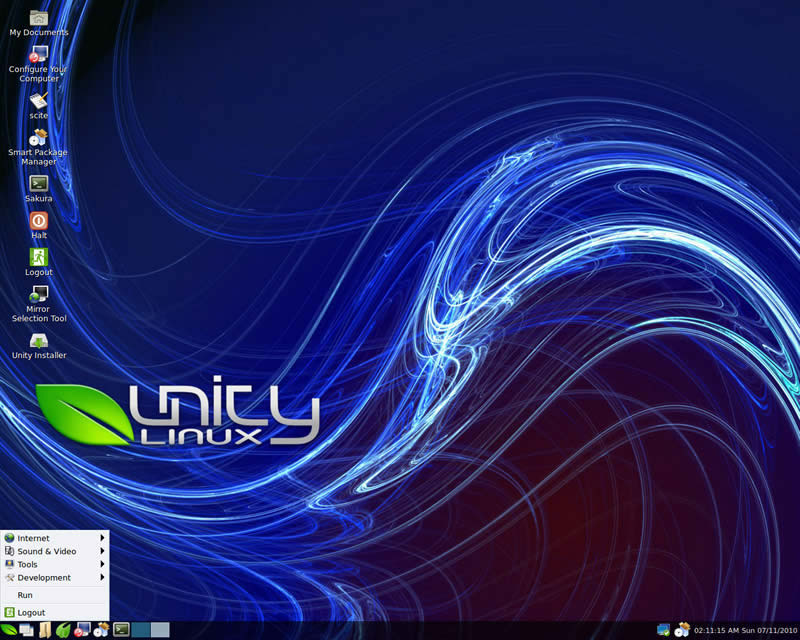 My Documents
Configure Your
Computer
scite
Smart Package
Manager
Sakura
Halt
Logout
Mirror
Selection Tool
Unity Installer
unity
Linux
Internet
Sound & Video
Tools
Development
Run
Logout
02:11:15 AM Sun 07/11/2010